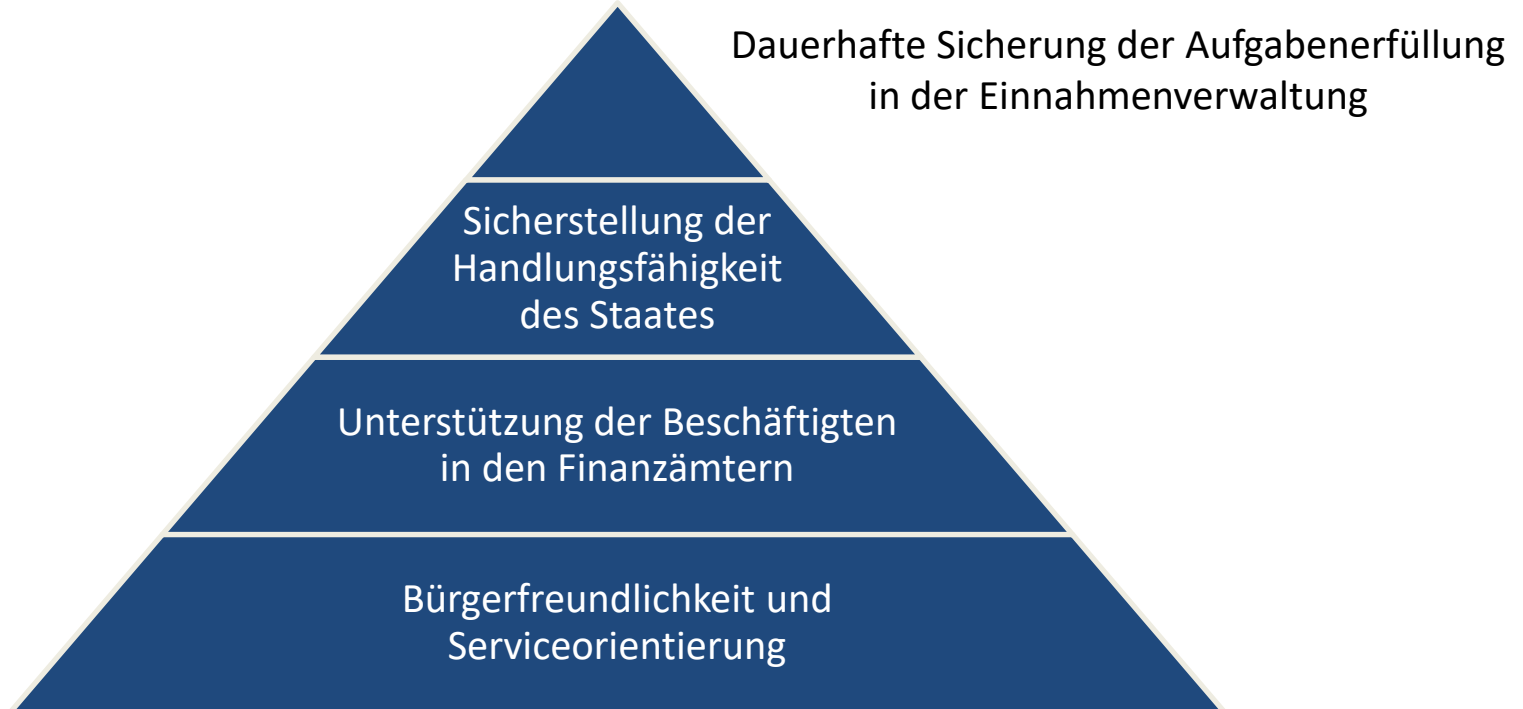 Dauerhafte Sicherung der Aufgabenerfüllung
in der Einnahmenverwaltung
Sicherstellung der
Handlungsfähigkeit
des Staates
Unterstützung der Beschäftigten
in den Finanzämtern
Bürgerfreundlichkeit und
Serviceorientierung